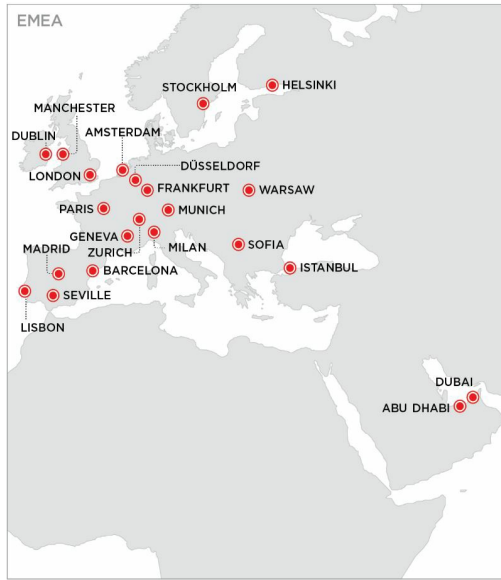 EMEA
STOCKHOLM
HELSINKI
MANCHESTER
AMSTERDAM
DUBLIN
DÜSSELDORF
LONDON
FRANKFURT
WARSAW
PARIS
MUNICH
GENEVA
ZURICH
MILAN
SOFIA
MADRID
BARCELONA
ISTANBUL
SEVILLE
LISBON
DUBAI
ABU DHABI